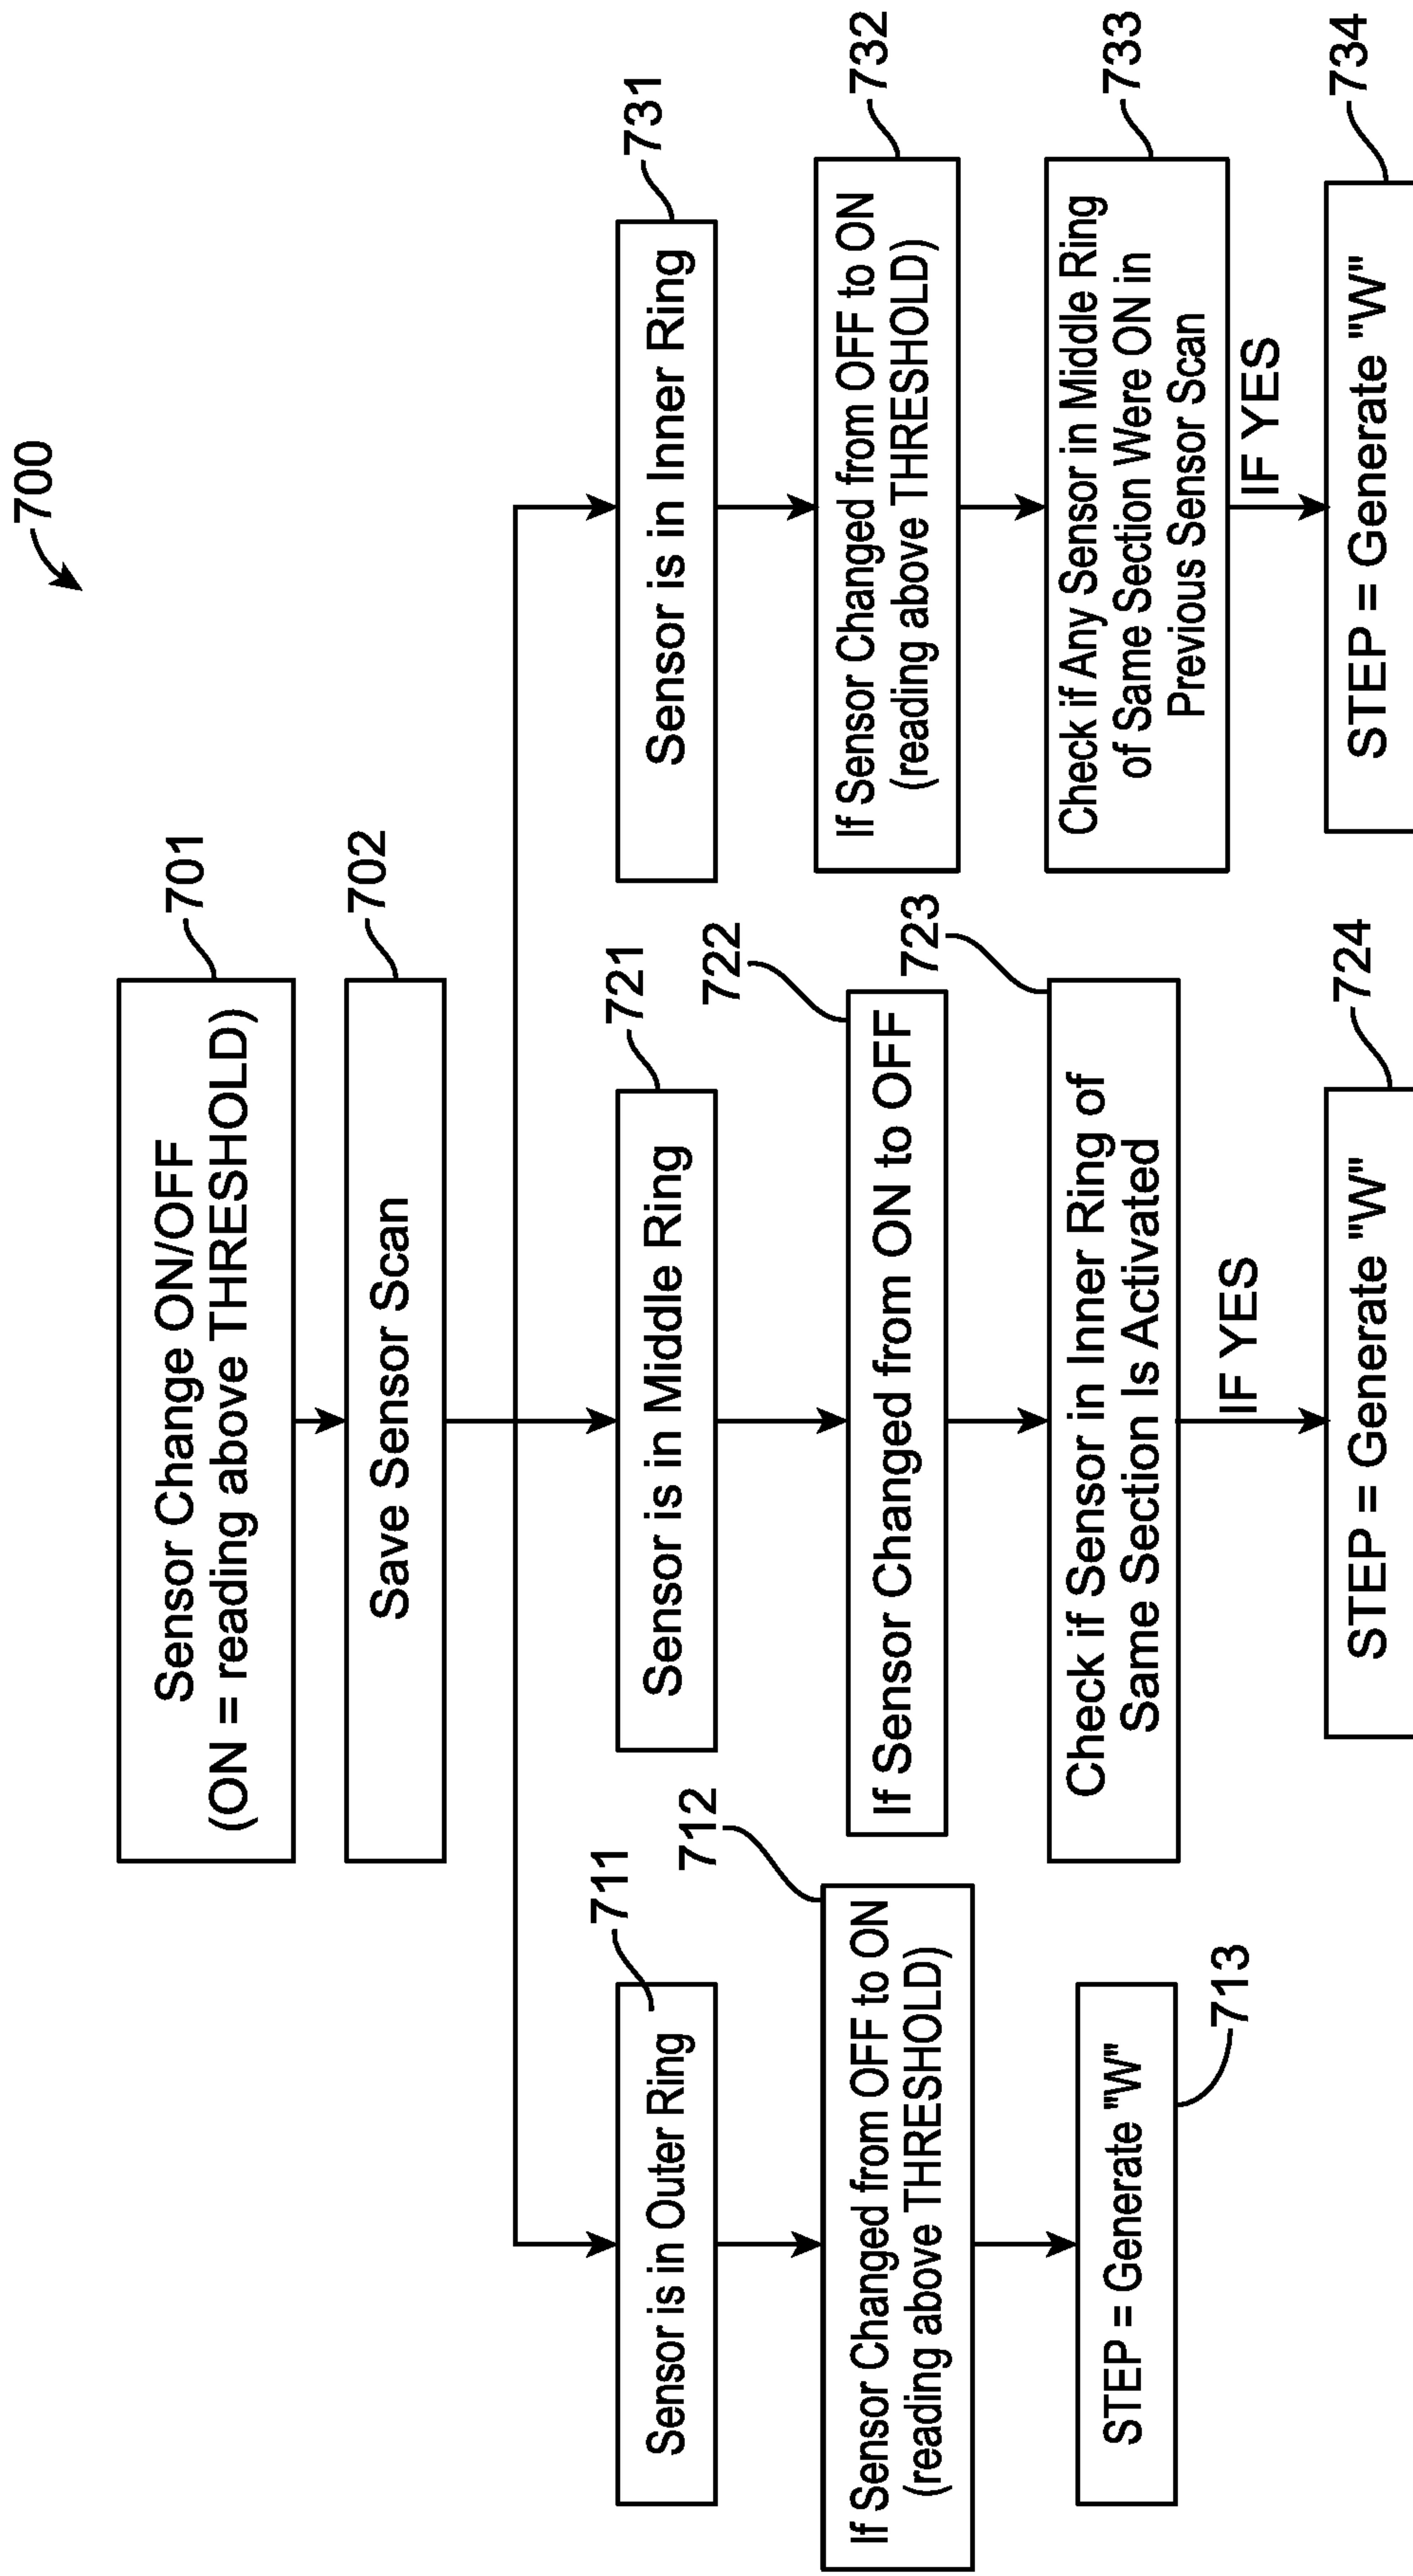 700
Sensor Change ON/OFF
(ON = reading above THRESHOLD)
701
Save Sensor Scan
702
Sensor is in Outer Ring
711
If Sensor Changed from OFF to ON
(reading above THRESHOLD)
712
STEP = Generate "W"
713
Sensor is in Middle Ring
721
If Sensor Changed from ON to OFF
722
Check if Sensor in Inner Ring of
Same Section Is Activated
723
IF YES
STEP = Generate "W"
724
Sensor is in Inner Ring
731
If Sensor Changed from OFF to ON
(reading above THRESHOLD)
732
Check if Any Sensor in Middle Ring
of Same Section Were ON in
Previous Sensor Scan
733
IF YES
STEP = Generate "W"
734